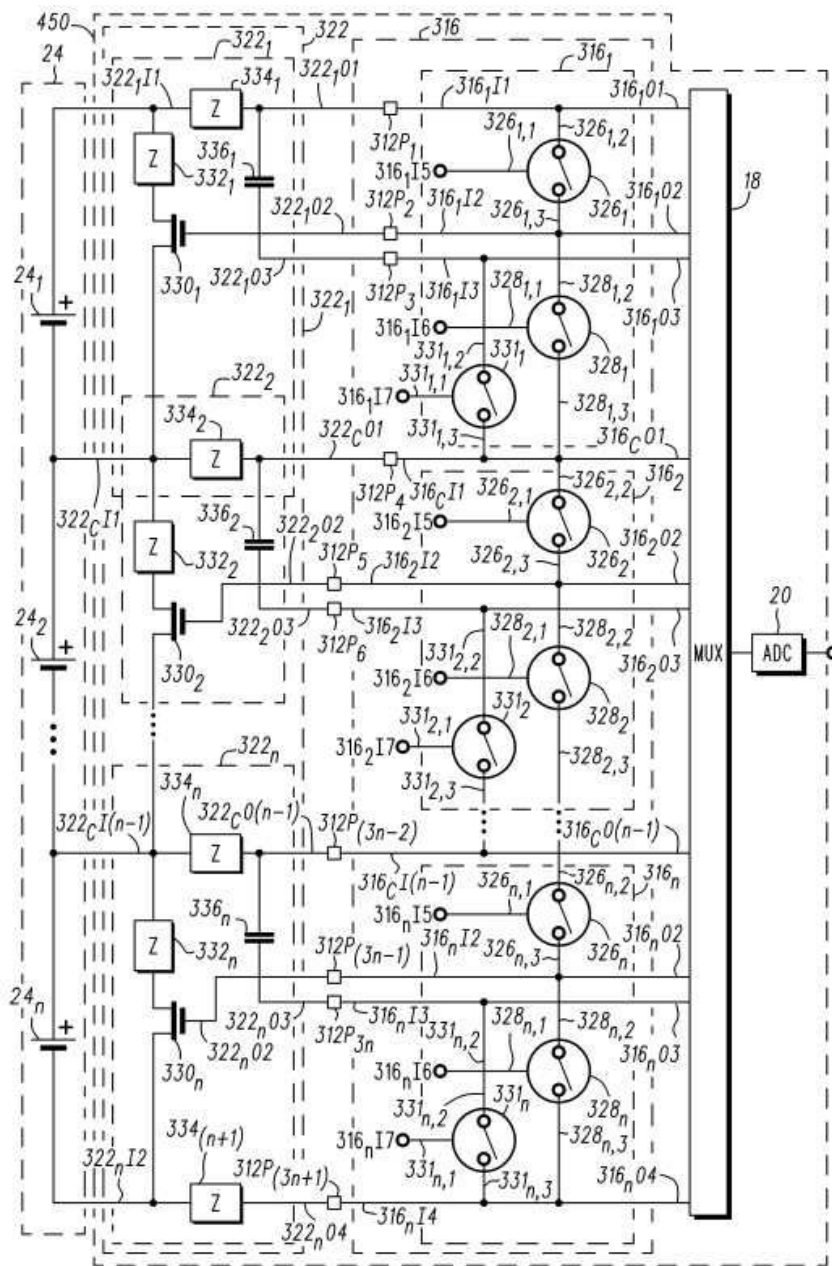 450
24
322₁I1
322₁
334₁
322
322₁01
316
316₁I1
316₁
316₁01
Z
312P₁
326₁,₁
326₁,₂
Z
332₁
336₁
316₁I5
18
322₁02
312P₂
316₁I2
326₁,₃
326₁
316₁02
330₁
322₁03
312P₃
316₁I3
328₁,₁
328₁,₂
24₁
+
322₁
316₁I6
331₁,₂
331₁
328₁
316₁03
322₂
316₁I7
331₁,₁
334₂
Z
322C01
331₁,₃
328₁,₃
316C01
322CI1
312P₄
316CI1
326₂,₂
316₂
336₂
322₂02
316₂I5
326₂,₁
Z
332₂
312P₅
316₂I2
326₂,₃
326₂
316₂02
20
24₂
+
330₂
322₂03
312P₆
316₂I3
331₂,₂
328₂,₁
328₂,₂
316₂03
MUX
ADC
316₂I6
331₂
328₂
322ₙ
316₂I7
331₂,₁
328₂,₃
334ₙ
322C0(n-1)
312P(3n-2)
331₂,₃
316C0(n-1)
322CI(n-1)
Z
316CI(n-1)
326ₙ,₁
326ₙ,₂
316ₙ
336ₙ
316ₙI5
Z
332ₙ
312P(3n-1)
316ₙI2
326ₙ,₃
326ₙ
316ₙ02
24ₙ
+
330ₙ
322ₙ03
322ₙ02
312P₃ₙ
316ₙI3
331ₙ,₂
328ₙ,₁
328ₙ,₂
316ₙ03
316ₙI6
331ₙ,₂
331ₙ
328ₙ
334(n+1)
316ₙI7
331ₙ,₁
328ₙ,₃
322ₙI2
Z
312P(3n+1)
331ₙ,₃
316ₙ04
322ₙ04
316ₙI4